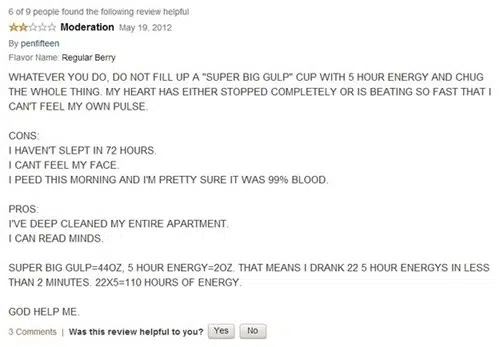 6 of 9 people found the following review helpful
Moderation May 19, 2012
By penfifteen
Flavor Name: Regular Berry
WHATEVER YOU DO, DO NOT FILL UP A "SUPER BIG GULP" CUP WITH 5 HOUR ENERGY AND CHUG
THE WHOLE THING. MY HEART HAS EITHER STOPPED COMPLETELY OR IS BEATING SO FAST THAT I
CAN'T FEEL MY OWN PULSE.
CONS:
I HAVEN'T SLEPT IN 72 HOURS.
I CANT FEEL MY FACE.
I PEED THIS MORNING AND I'M PRETTY SURE IT WAS 99% BLOOD.
PROS:
I'VE DEEP CLEANED MY ENTIRE APARTMENT.
I CAN READ MINDS.
SUPER BIG GULP=44OZ, 5 HOUR ENERGY=2OZ. THAT MEANS I DRANK 22 5 HOUR ENERGYS IN LESS
THAN 2 MINUTES. 22X5=110 HOURS OF ENERGY.
GOD HELP ME.
3 Comments | Was this review helpful to you? Yes No